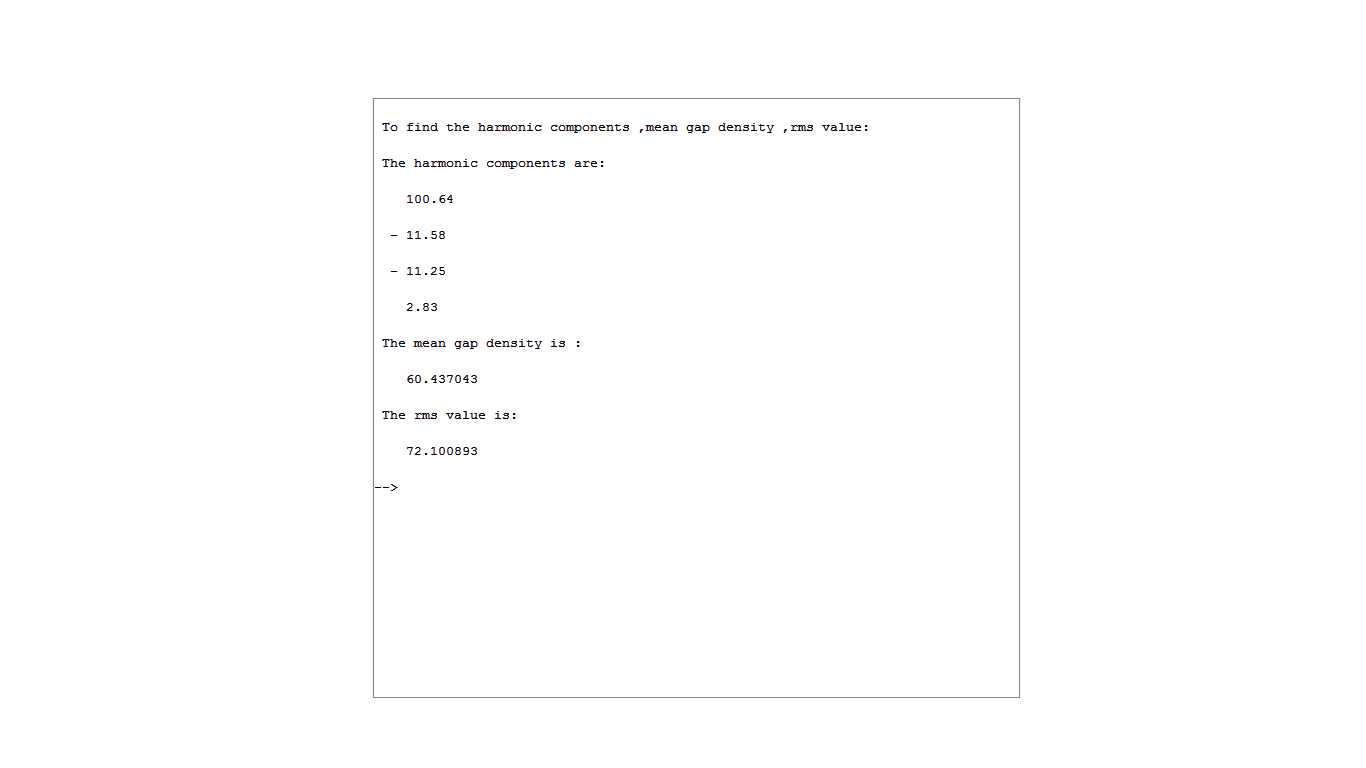 To find the harmonic components ,mean gap density ,rms value:
The harmonic components are:
100.64
- 11.58
- 11.25
2.83
The mean gap density is :
60.437043
The rms value is:
72.100893
-->